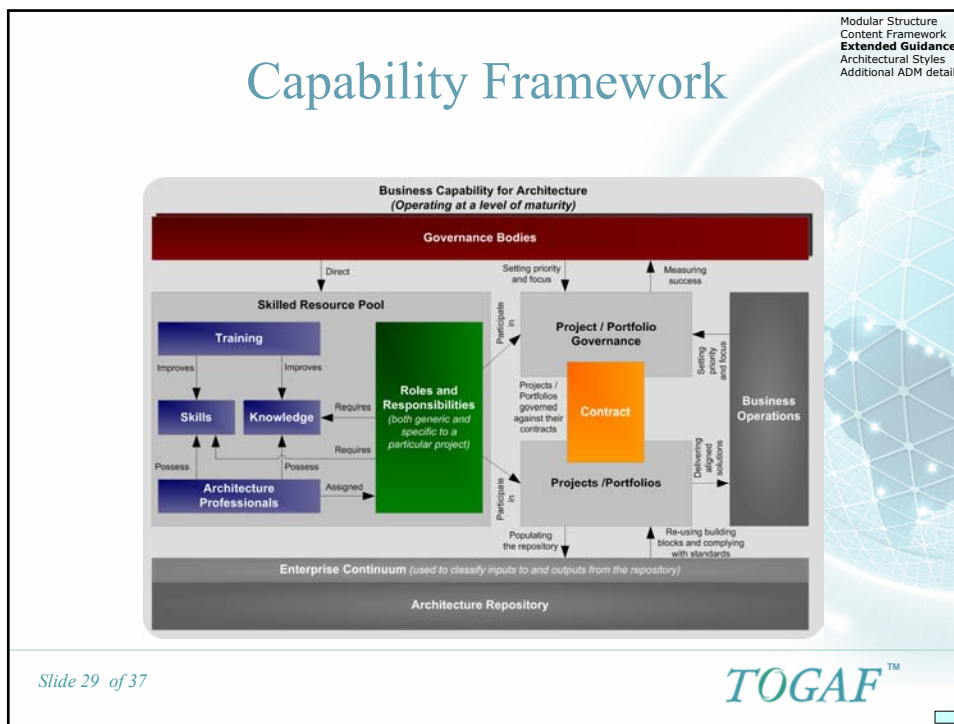 Modular Structure
Content Framework
Extended Guidance
Architectural Styles
Additional ADM detail
Capability Framework
Business Capability for Architecture
(Operating at a level of maturity)
Governance Bodies
Direct
Setting priority
and focus
Measuring
success
Skilled Resource Pool
Training
Improves
Improves
Skills
Knowledge
Possess
Possess
Architecture
Professionals
Requires
Requires
Assigned
Roles and
Responsibilities
(both generic and
specific to a
particular project)
Participate
in
Participate
in
Project / Portfolio
Governance
Projects /
Portfolios
governed
against their
contracts
Contract
Projects /Portfolios
Setting
priority
and focus
Delivering
aligned
solutions
Business
Operations
Populating
the repository
Re-using building
blocks and complying
with standards
Enterprise Continuum (used to classify inputs to and outputs from the repository)
Architecture Repository
Slide 29 of 37
TOGAF™